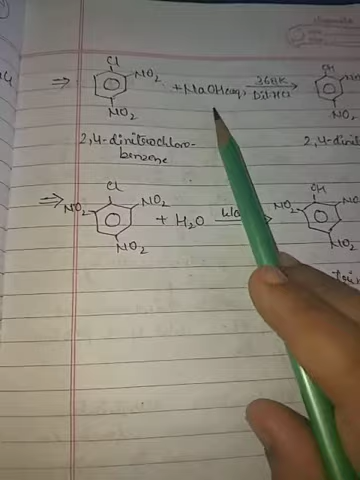 ⇒ Cl NO₂ NO₂ + NaOH(aq) 368K Dil HCl OH NO₂
2,4-dinitrochloro-
benzene
2,4-din
⇒ Cl NO₂ NO₂ NO₂ + H₂O OH NO₂ NO₂